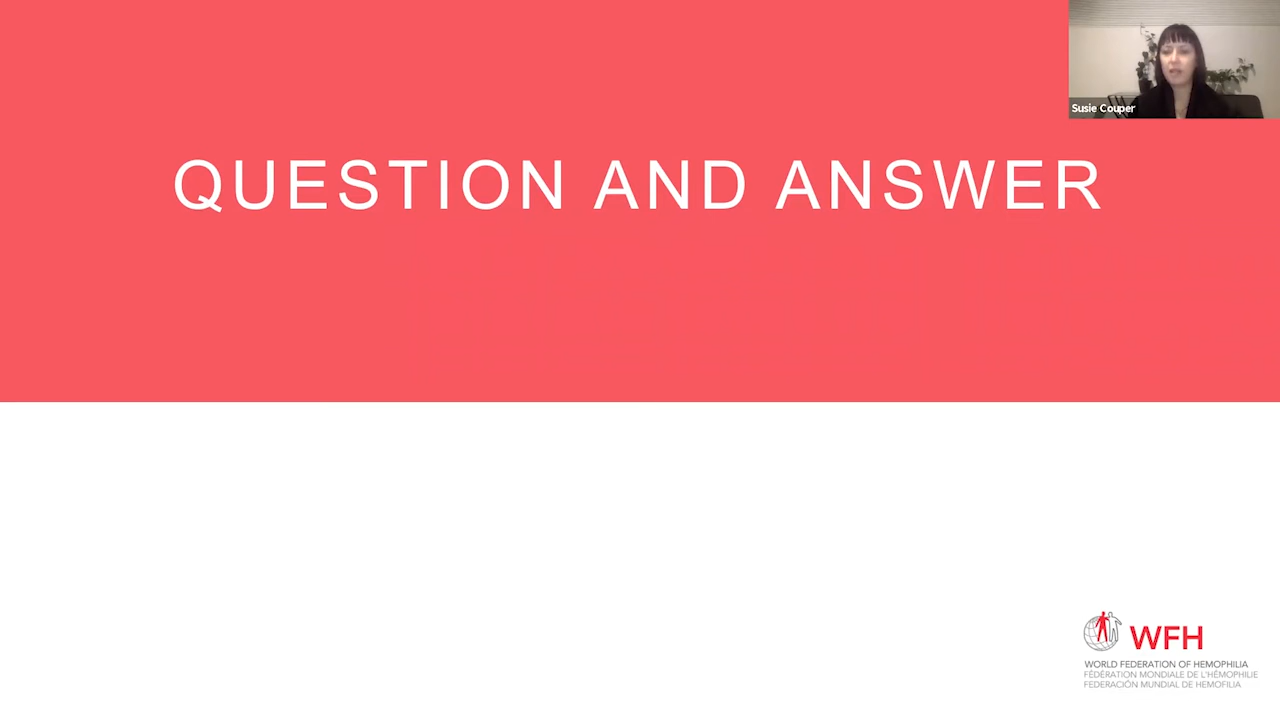 Susie Couper
QUESTION AND ANSWER
WFH
WORLD FEDERATION OF HEMOPHILIA
FÉDÉRATION MONDIALE DE L'HÉMOPHILIE
FEDERACIÓN MUNDIAL DE HEMOFILIA